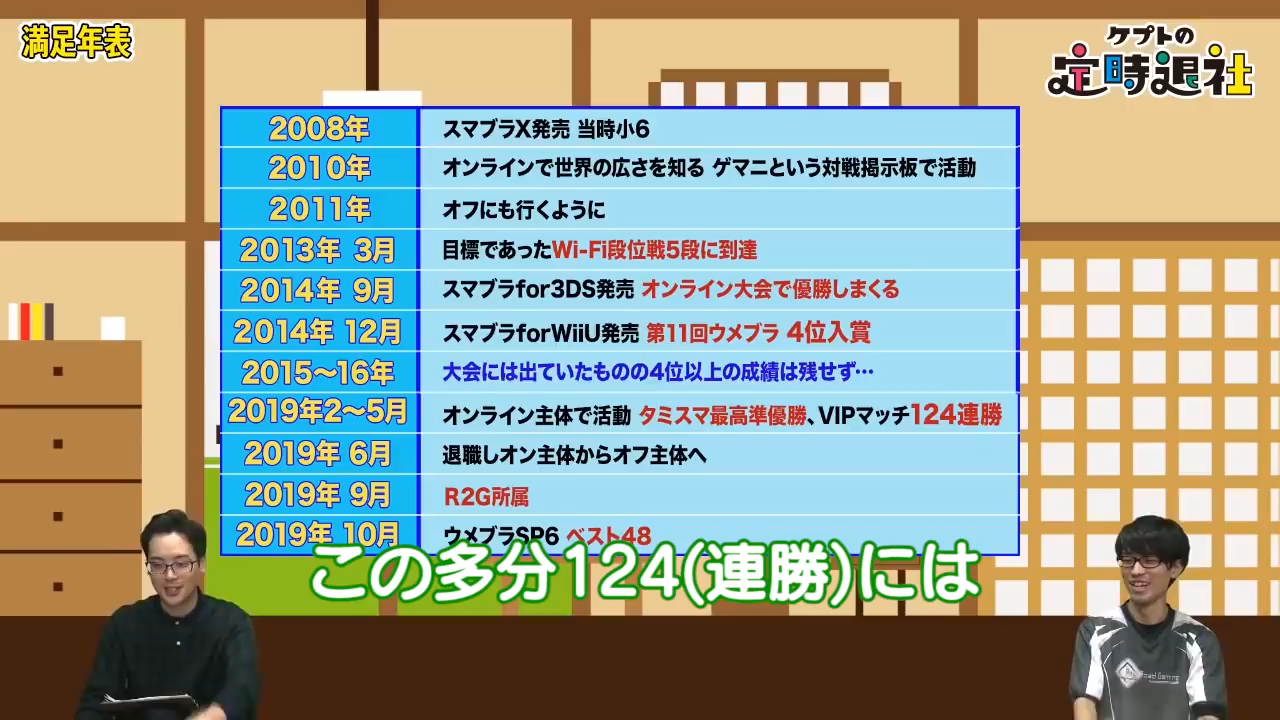 満足年表
ケプトの
定時退社
2008年 スマブラX発売 当時小6
2010年 オンラインで世界の広さを知る ゲマニという対戦掲示板で活動
2011年 オフにも行くように
2013年 3月 目標であったWi-Fi段位戦5段に到達
2014年 9月 スマブラfor3DS発売 オンライン大会で優勝しまくる
2014年 12月 スマブラforWiiU発売 第11回ウメブラ 4位入賞
2015～16年 大会には出ていたものの4位以上の成績は残せず…
2019年2～5月 オンライン主体で活動 タミスマ最高準優勝、VIPマッチ124連勝
2019年 6月 退職しオン主体からオフ主体へ
2019年 9月 R2G所属
2019年 10月 ウメブラSP6 ベスト48
この多分124(連勝)には